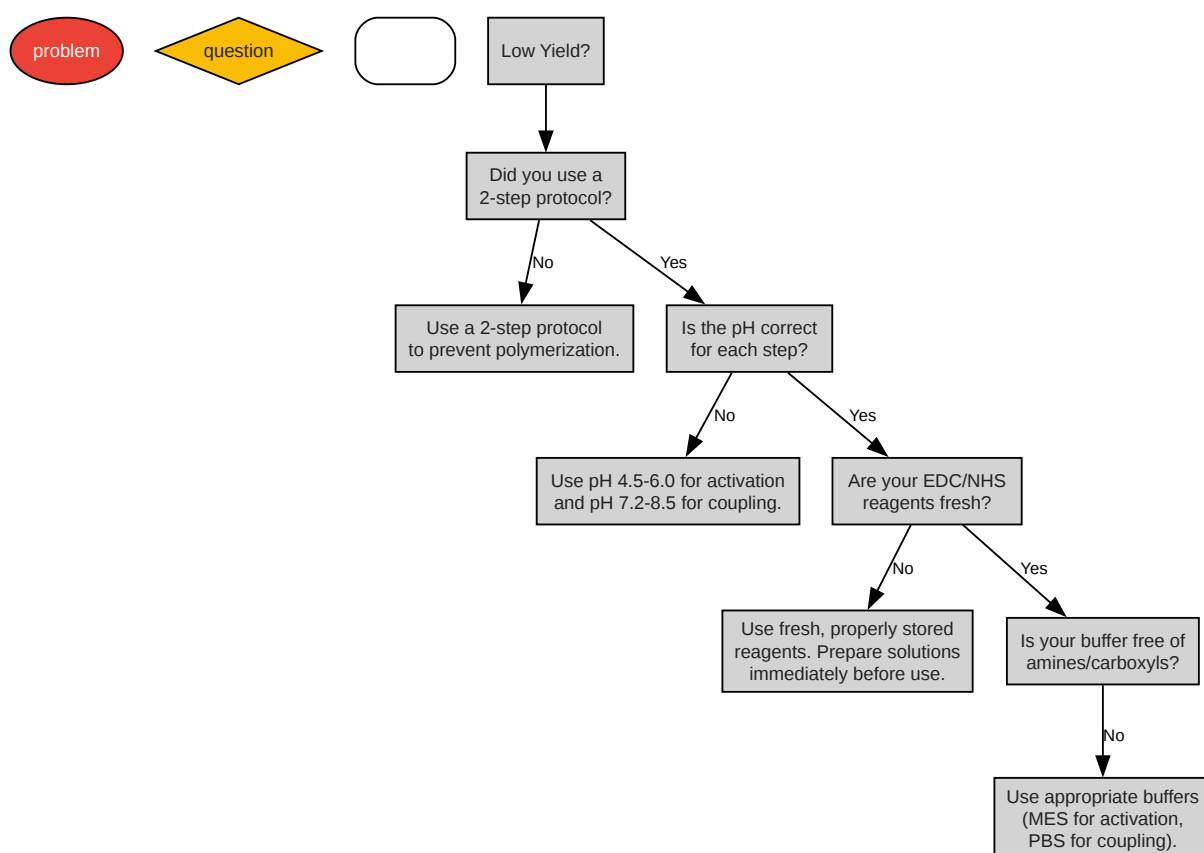 problem
question
Low Yield?
Did you use a
2-step protocol?
No
Yes
Use a 2-step protocol
to prevent polymerization.
Is the pH correct
for each step?
No
Yes
Use pH 4.5-6.0 for activation
and pH 7.2-8.5 for coupling.
Are your EDC/NHS
reagents fresh?
No
Yes
Use fresh, properly stored
reagents. Prepare solutions
immediately before use.
Is your buffer free of
amines/carboxyls?
No
Use appropriate buffers
(MES for activation,
PBS for coupling).